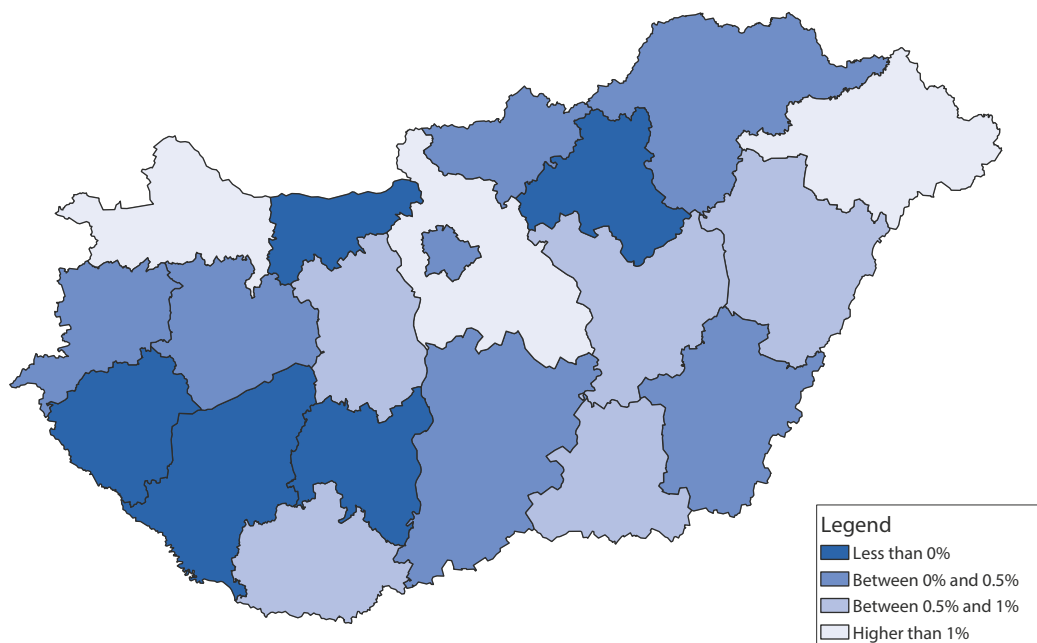 Legend
Less than 0%
Between 0% and 0.5%
Between 0.5% and 1%
Higher than 1%